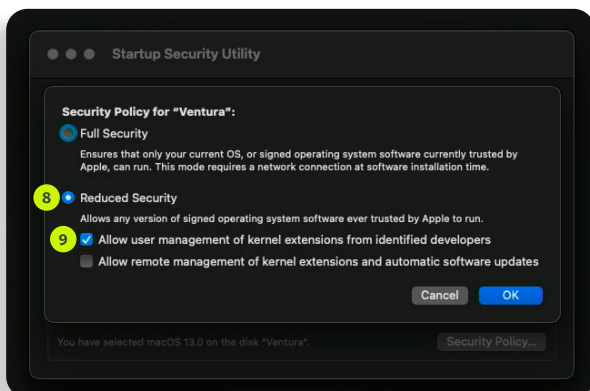 Startup Security Utility
Security Policy for “Ventura”:
Full Security
Ensures that only your current OS, or signed operating system software currently trusted by
Apple, can run. This mode requires a network connection at software installation time.
8 Reduced Security
Allows any version of signed operating system software ever trusted by Apple to run.
9 Allow user management of kernel extensions from identified developers
Allow remote management of kernel extensions and automatic software updates
Cancel OK
You have selected macOS 13.0 on the disk “Ventura”. Security Policy...